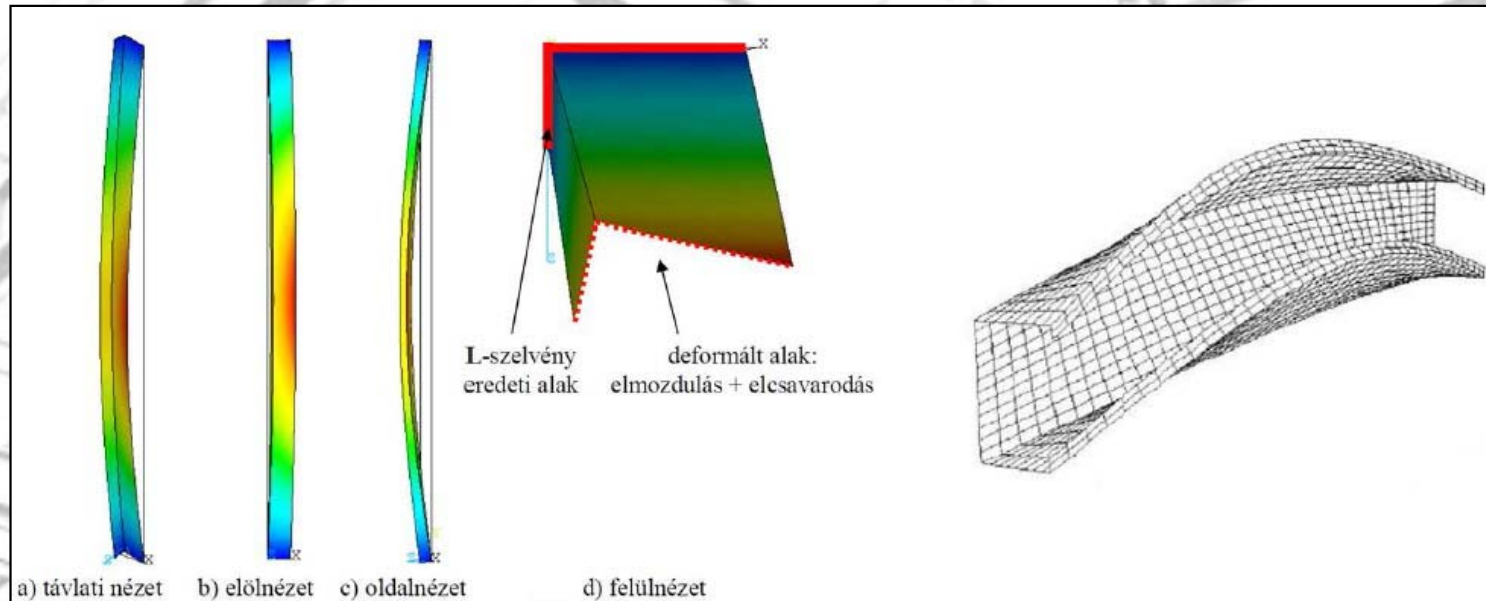 X
L-szelvény
eredeti alak
deformált alak:
elmozdulás + elcsavarodás
X
X
X
a) távlati nézet
b) elölnézet
c) oldalnézet
d) felülnézet